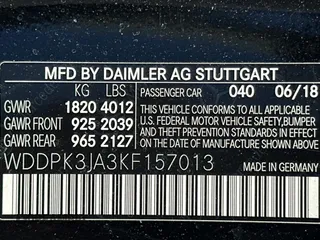 MFD BY DAIMLER AG STUTTGART
KG LBS PASSENGER CAR 040 06/18
GVWR 1820 4012 THIS VEHICLE CONFORMS TO ALL APPLICABLE
GAWR FRONT 925 2039 U.S. FEDERAL MOTOR VEHICLE SAFETY,
GAWR REAR 965 2127 BUMPER, AND THEFT PREVENTION STANDARDS IN EFFECT
ON THE DATE OF MANUFACTURE SHOWN ABOVE
WDDPK3JA3KF157013 MADE IN GERMANY